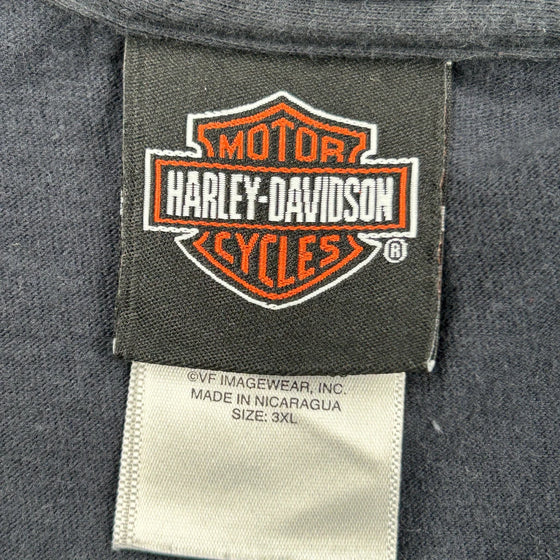 MOTOR
HARLEY-DAVIDSON
CYCLES
®
©VF IMAGEWEAR, INC.
MADE IN NICARAGUA
SIZE: 3XL